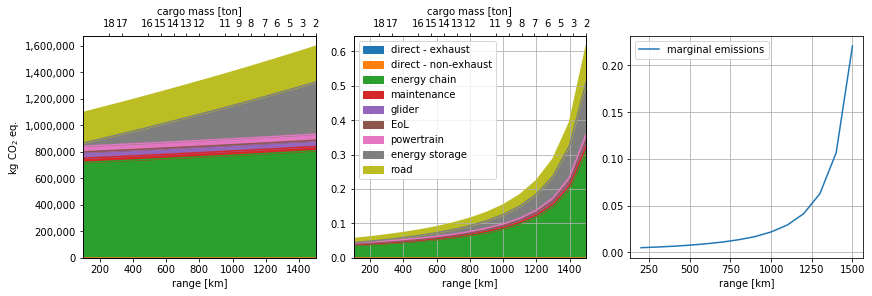 cargo mass [ton]
18 17 16 15 14 13 12 11 9 8 7 6 5 3 2
1,600,000
1,400,000
1,200,000
1,000,000
800,000
600,000
400,000
200,000
0
kg CO₂ eq.
200 400 600 800 1000 1200 1400
range [km]
cargo mass [ton]
18 17 16 15 14 13 12 11 9 8 7 6 5 3 2
0.6
0.5
0.4
0.3
0.2
0.1
0.0
direct - exhaust
direct - non-exhaust
energy chain
maintenance
glider
EoL
powertrain
energy storage
road
200 400 600 800 1000 1200 1400
range [km]
marginal emissions
0.20
0.15
0.10
0.05
0.00
250 500 750 1000 1250 1500
range [km]